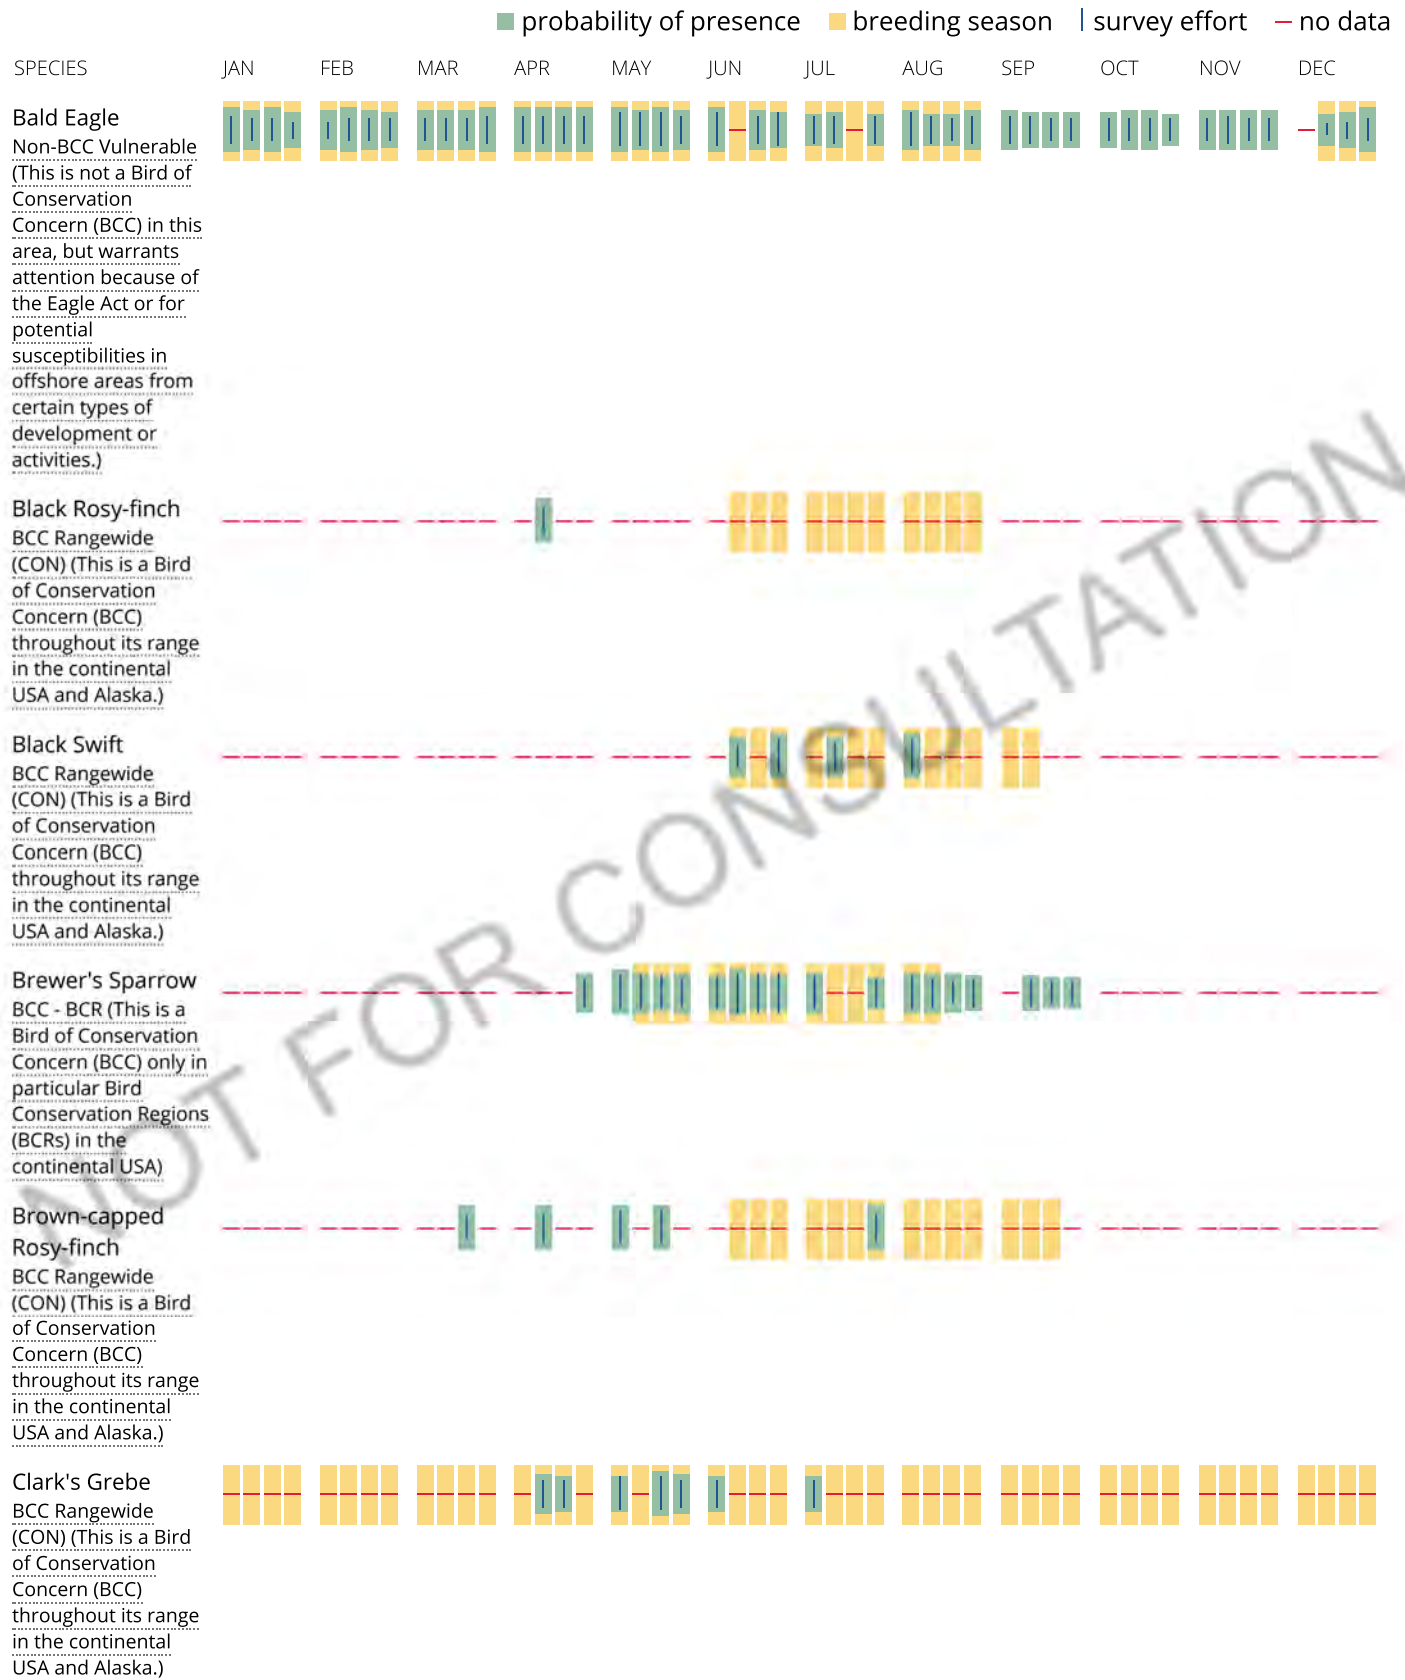 probability of presence breeding season survey effort no data
SPECIES JAN FEB MAR APR MAY JUN JUL AUG SEP OCT NOV DEC
Bald Eagle
Non-BCC Vulnerable
(This is not a Bird of
Conservation
Concern (BCC) in this
area, but warrants
attention because of
the Eagle Act or for
potential
susceptibilities in
offshore areas from
certain types of
development or
activities.)
Black Rosy-finch
BCC Rangewide
(CON) (This is a Bird
of Conservation
Concern (BCC)
throughout its range
in the continental
USA and Alaska.)
Black Swift
BCC Rangewide
(CON) (This is a Bird
of Conservation
Concern (BCC)
throughout its range
in the continental
USA and Alaska.)
Brewer's Sparrow
BCC - BCR (This is a
Bird of Conservation
Concern (BCC) only in
particular Bird
Conservation Regions
(BCRs) in the
continental USA)
Brown-capped
Rosy-finch
BCC Rangewide
(CON) (This is a Bird
of Conservation
Concern (BCC)
throughout its range
in the continental
USA and Alaska.)
Clark's Grebe
BCC Rangewide
(CON) (This is a Bird
of Conservation
Concern (BCC)
throughout its range
in the continental
USA and Alaska.)
NOT FOR CONSULTATION